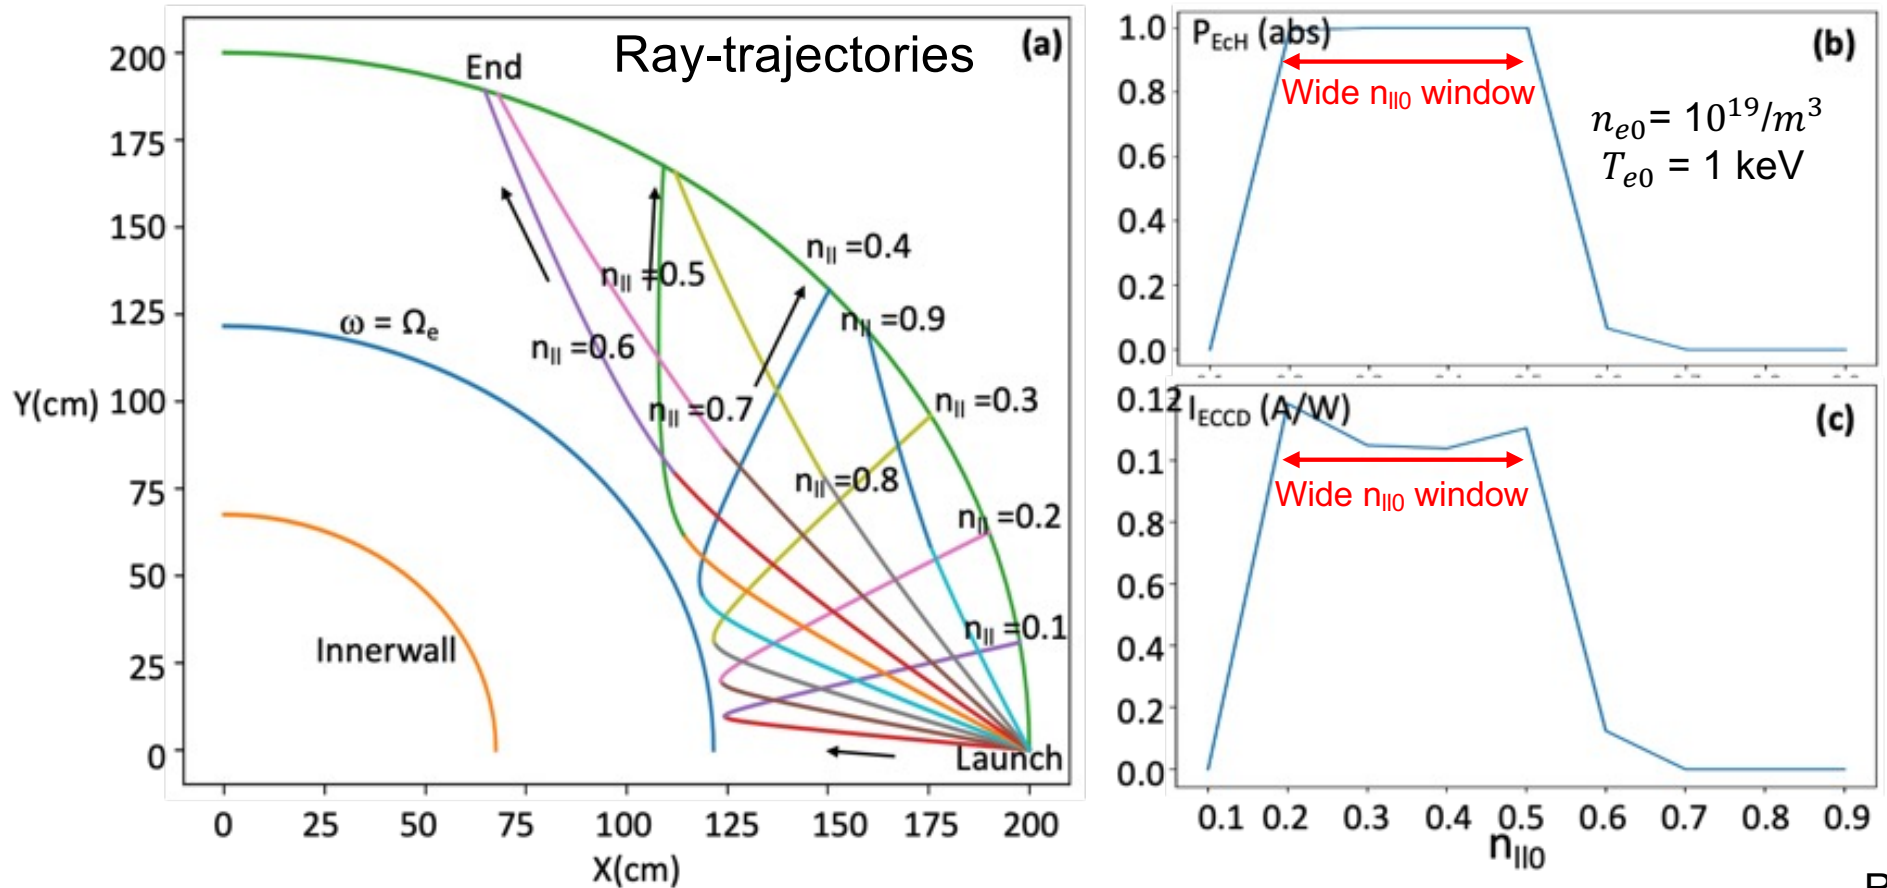 Ray-trajectories
(a)
End
200
175
150
125
100
75
50
25
0
Y(cm)
n|| =0.4
n|| =0.5
n|| =0.9
ω = Ωe
n|| =0.6
n|| =0.3
n|| =0.7
n|| =0.8
n|| =0.2
n|| =0.1
Innerwall
Launch
0 25 50 75 100 125 150 175 200
X(cm)
PECH (abs)
(b)
Wide n||0 window
ne0= 10^19/m^3
Te0 = 1 keV
1.0
0.8
0.6
0.4
0.2
0.0
IECCD (A/W)
(c)
Wide n||0 window
0.12
0.1
0.8
0.6
0.4
0.2
0.0
0.1 0.2 0.3 0.4 0.5 0.6 0.7 0.8 0.9
n||0